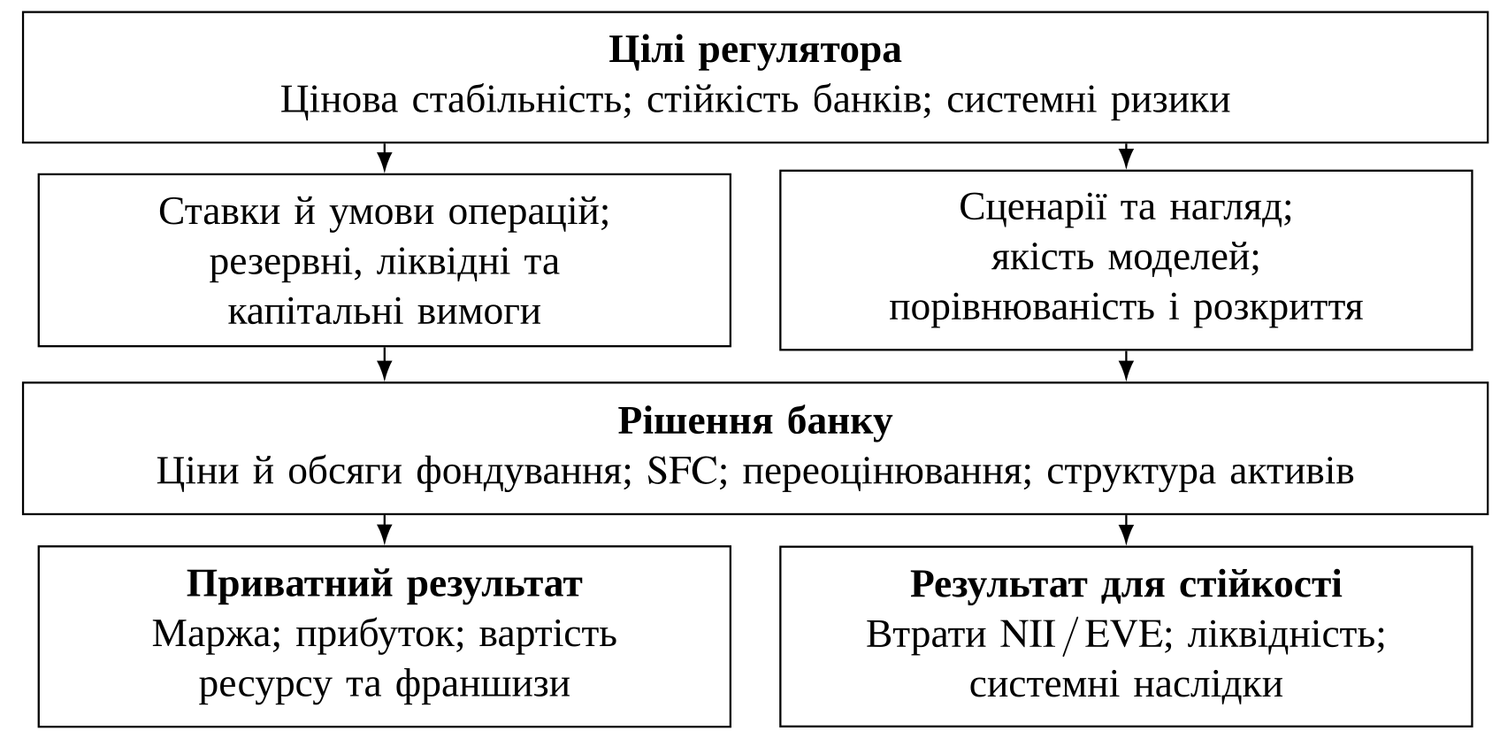 Цілі регулятора
Цінова стабільність; стійкість банків; системні ризики
Ставки й умови операцій;
резервні, ліквідні та
капітальні вимоги
Сценарії та нагляд;
якість моделей;
порівнюваність і розкриття
Рішення банку
Ціни й обсяги фондування; SFC; переоцінювання; структура активів
Приватний результат
Маржа; прибуток; вартість
ресурсу та франшизи
Результат для стійкості
Втрати NII / EVE; ліквідність;
системні наслідки